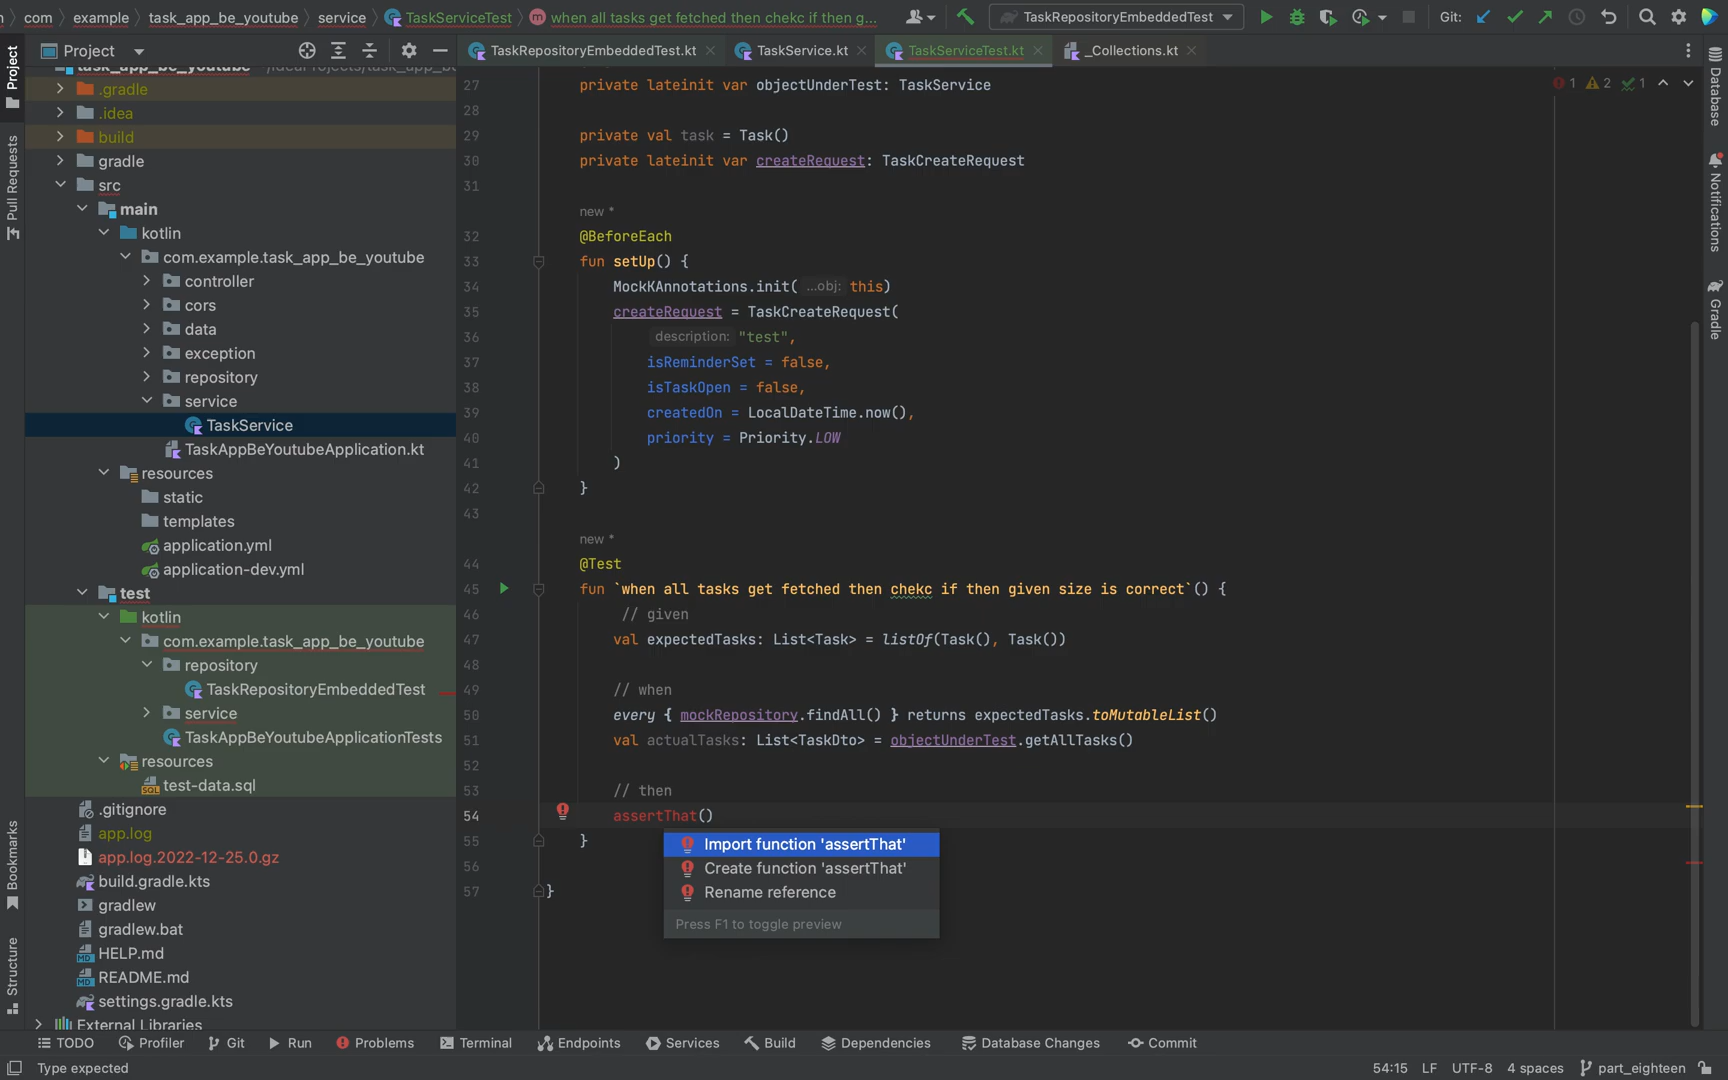 com example task_app_be_youtube service TaskServiceTest when all tasks get fetched then chekc if then g... TaskRepositoryEmbeddedTest Git:
Project TaskRepositoryEmbeddedTest.kt TaskService.kt TaskServiceTest.kt _Collections.kt
Project
Pull Requests
Bookmarks
Structure
task_app_be_youtube
.gradle
.idea
build
gradle
src
main
kotlin
com.example.task_app_be_youtube
controller
cors
data
exception
repository
service
TaskService
TaskAppBeYoutubeApplication.kt
resources
static
templates
application.yml
application-dev.yml
test
kotlin
com.example.task_app_be_youtube
repository
TaskRepositoryEmbeddedTest
service
TaskAppBeYoutubeApplicationTests
resources
test-data.sql
.gitignore
app.log
app.log.2022-12-25.0.gz
build.gradle.kts
gradlew
gradlew.bat
HELP.md
README.md
settings.gradle.kts
External Libraries
1 2 1
27 private lateinit var objectUnderTest: TaskService
28
29 private val task = Task()
30 private lateinit var createRequest: TaskCreateRequest
31
new *
32 @BeforeEach
33 fun setUp() {
34 MockKAnnotations.init( ...obj: this)
35 createRequest = TaskCreateRequest(
36 description: "test",
37 isReminderSet = false,
38 isTaskOpen = false,
39 createdOn = LocalDateTime.now(),
40 priority = Priority.LOW
41 )
42 }
43
new *
44 @Test
45 fun `when all tasks get fetched then chekc if then given size is correct`() {
46 // given
47 val expectedTasks: List<Task> = listOf(Task(), Task())
48
49 // when
50 every { mockRepository.findAll() } returns expectedTasks.toMutableList()
51 val actualTasks: List<TaskDto> = objectUnderTest.getAllTasks()
52
53 // then
54 assertThat()
55 }
56
57 }
Import function 'assertThat'
Create function 'assertThat'
Rename reference
Press F1 to toggle preview
Database
Notifications
Gradle
TODO Profiler Git Run Problems Terminal Endpoints Services Build Dependencies Database Changes Commit
Type expected 54:15 LF UTF-8 4 spaces part_eighteen